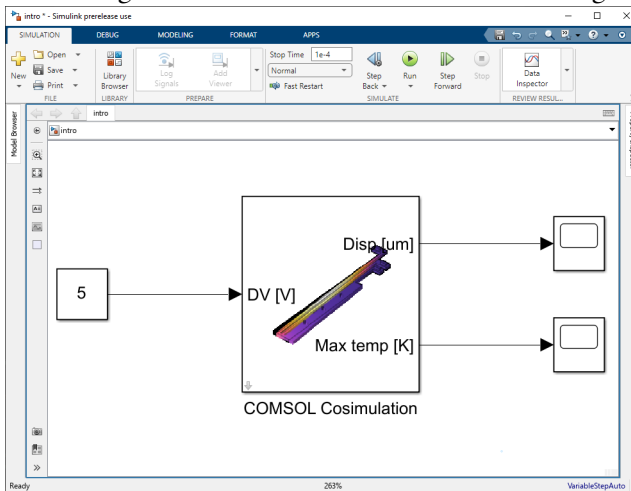 intro * - Simulink prerelease use
SIMULATION DEBUG MODELING FORMAT APPS
New
Open
Save
Print
FILE
Library Browser
LIBRARY
Log Signals
Add Viewer
PREPARE
Stop Time 1e-4
Normal
Fast Restart
Step Back
Run
Step Forward
Stop
SIMULATE
Data Inspector
REVIEW RESUL...
Model Browser
intro
intro
5
DV [V]
Disp [um]
Max temp [K]
COMSOL Cosimulation
Ready 263% VariableStepAuto